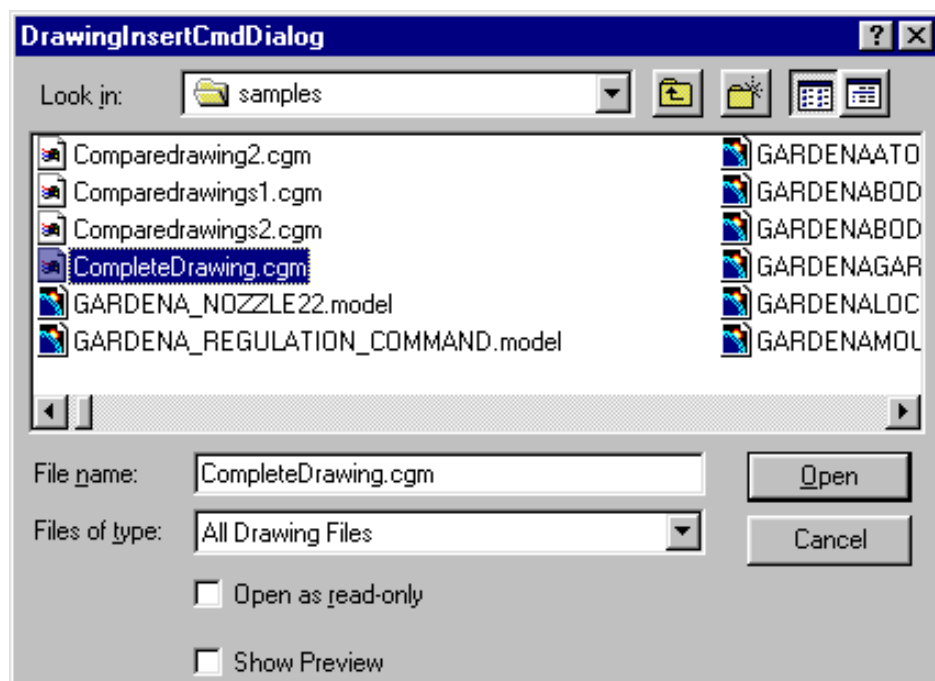 DrawingInsertCmdDialog
Look in: samples
Comparedrawing2.cgm GARDENAATO
Comparedrawings1.cgm GARDENABOD
Comparedrawings2.cgm GARDENABOD
CompleteDrawing.cgm GARDENAGAR
GARDENA_NOZZLE22.model GARDENALOC
GARDENA_REGULATION_COMMAND.model GARDENAMOU
File name: CompleteDrawing.cgm Open
Files of type: All Drawing Files Cancel
Open as read-only
Show Preview